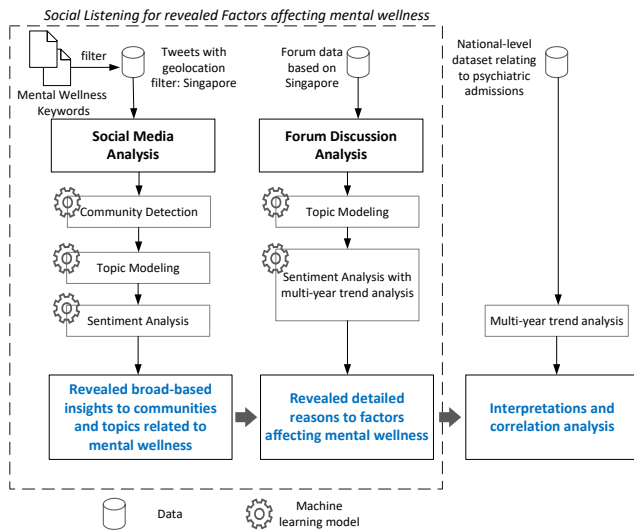 Social Listening for revealed Factors affecting mental wellness
filter
Mental Wellness
Keywords
Tweets with
geolocation
filter: Singapore
Forum data
based on
Singapore
National-level
dataset relating
to psychiatric
admissions
Social Media
Analysis
Forum Discussion
Analysis
Community Detection
Topic Modeling
Sentiment Analysis
Topic Modeling
Sentiment Analysis with
multi-year trend analysis
Multi-year trend analysis
Revealed broad-based
insights to communities
and topics related to
mental wellness
Revealed detailed
reasons to factors
affecting mental wellness
Interpretations and
correlation analysis
Data
Machine
learning model